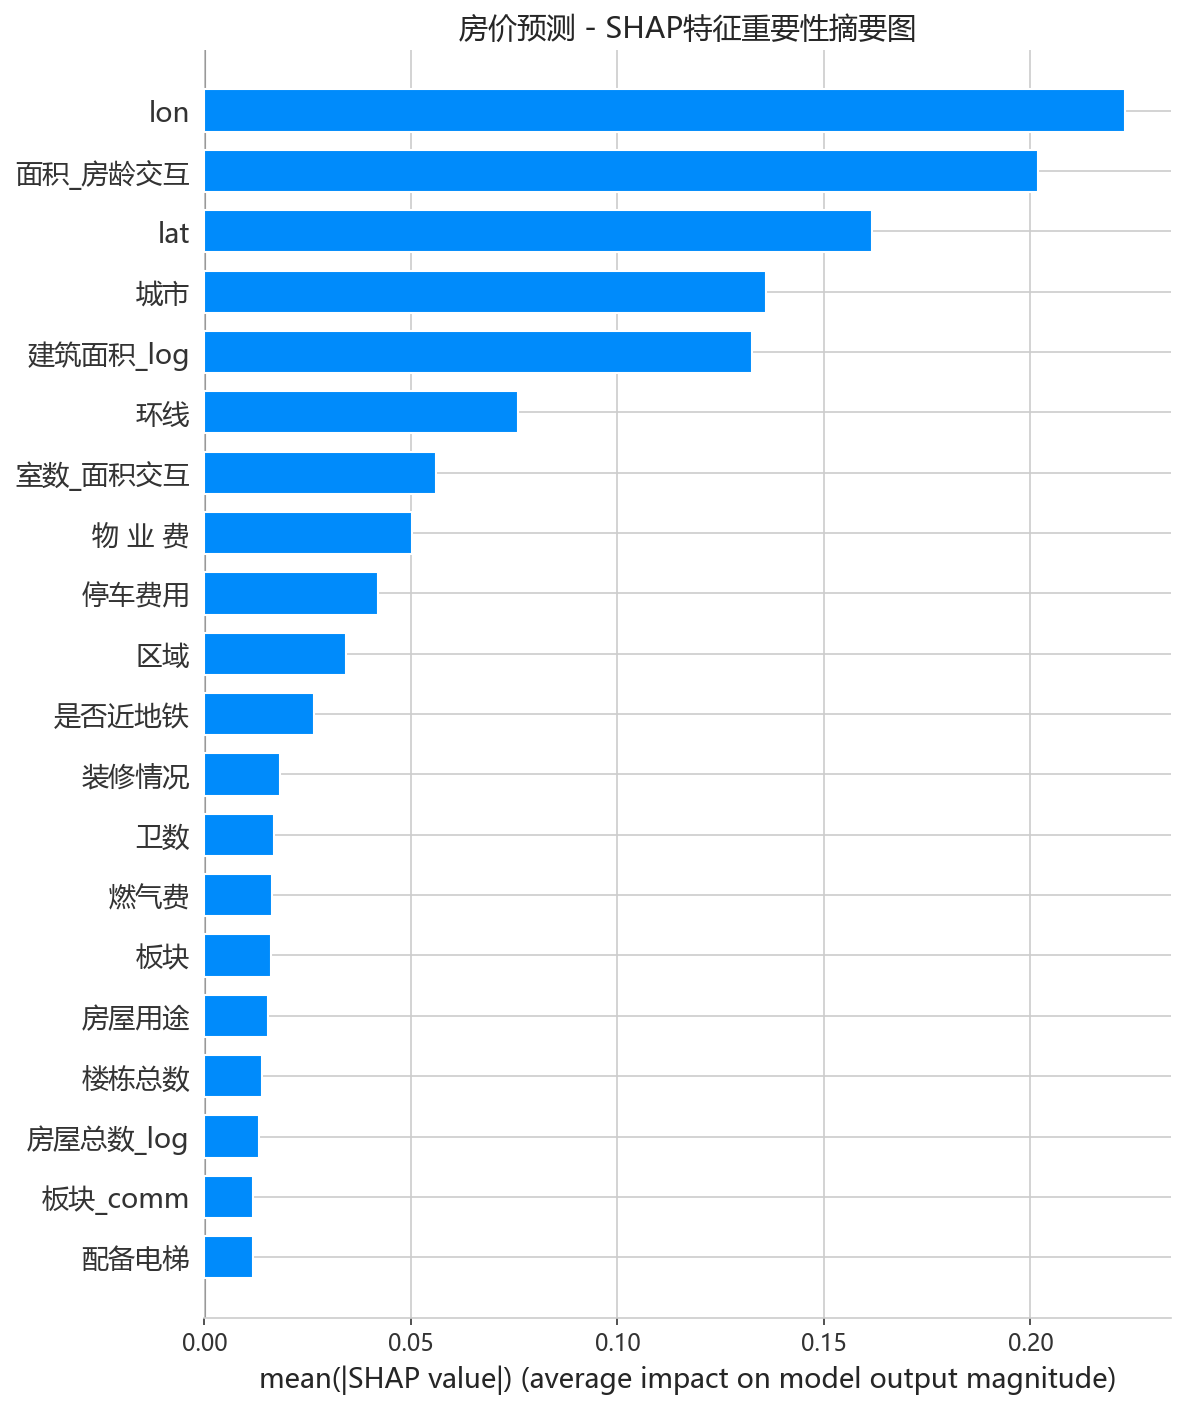 房价预测 - SHAP特征重要性摘要图
lon
面积_房龄交互
lat
城市
建筑面积_log
环线
室数_面积交互
物 业 费
停车费用
区域
是否近地铁
装修情况
卫数
燃气费
板块
房屋用途
楼栋总数
房屋总数_log
板块_comm
配备电梯
0.00 0.05 0.10 0.15 0.20
mean(|SHAP value|) (average impact on model output magnitude)